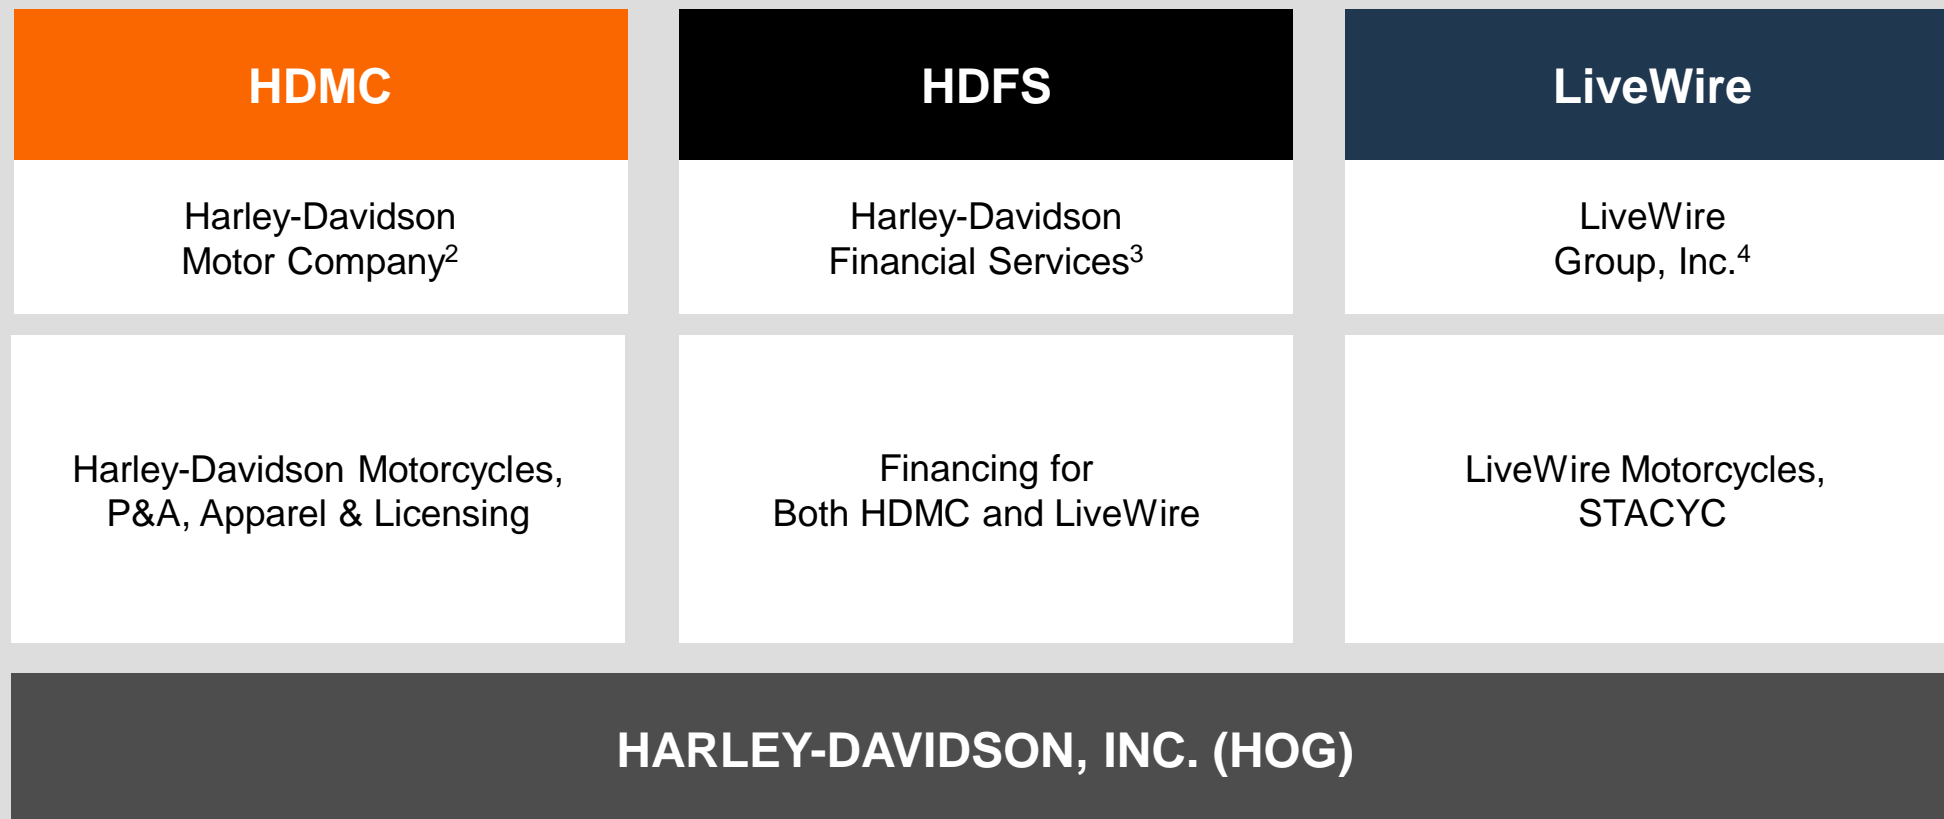 HDMC
Harley-Davidson
Motor Company²
HDFS
Harley-Davidson
Financial Services³
LiveWire
LiveWire
Group, Inc.⁴
Harley-Davidson Motorcycles,
P&A, Apparel & Licensing
Financing for
Both HDMC and LiveWire
LiveWire Motorcycles,
STACYC
HARLEY-DAVIDSON, INC. (HOG)